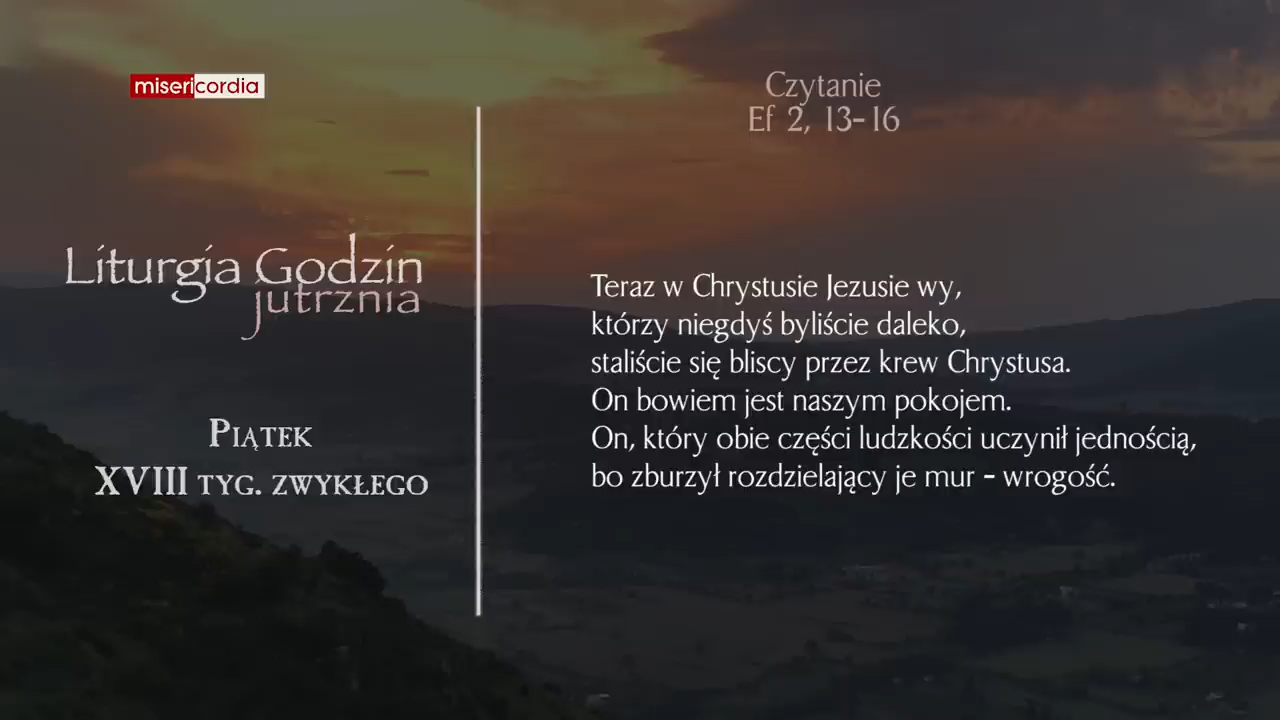 misericordia
Liturgia Godzin
jutrznia
Piątek
XVIII tyg. zwykłego
Czytanie
Ef 2, 13-16
Teraz w Chrystusie Jezusie wy,
którzy niegdyś byliście daleko,
staliście się bliscy przez krew Chrystusa.
On bowiem jest naszym pokojem.
On, który obie części ludzkości uczynił jednością,
bo zburzył rozdzielający je mur - wrogość.